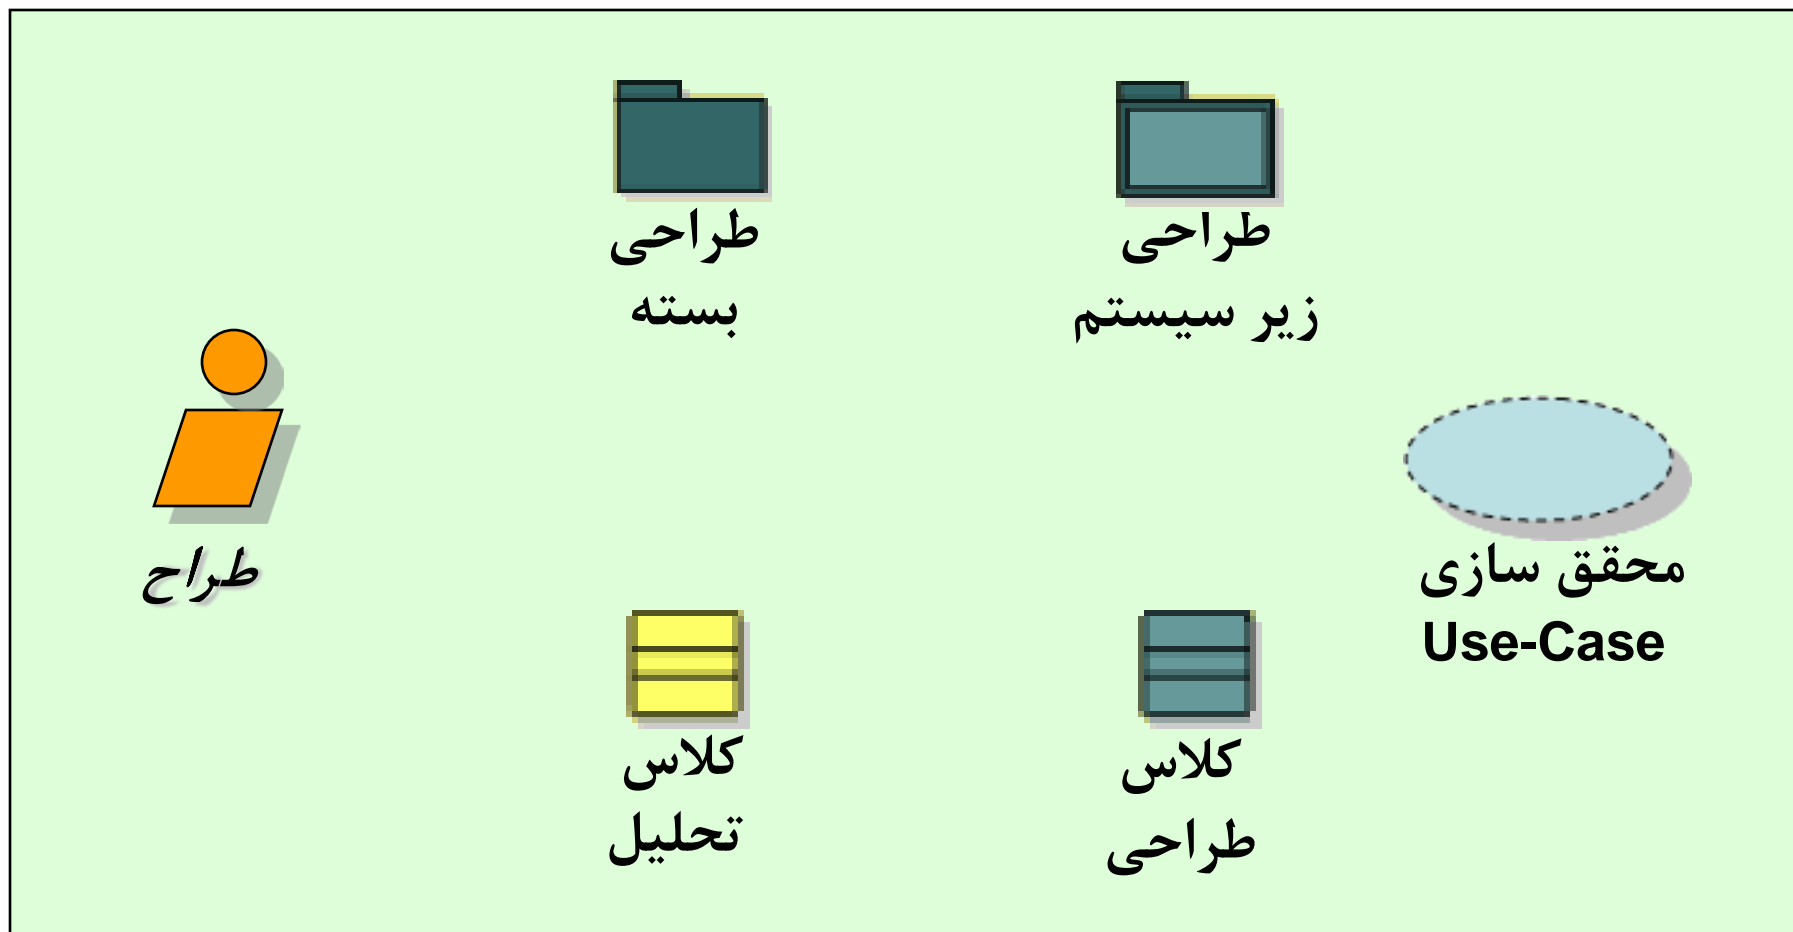 طراحی
زیر سیستم
طراحی
بسته
محقق سازی
Use-Case
طراح
کلاس
طراحی
کلاس
تحلیل